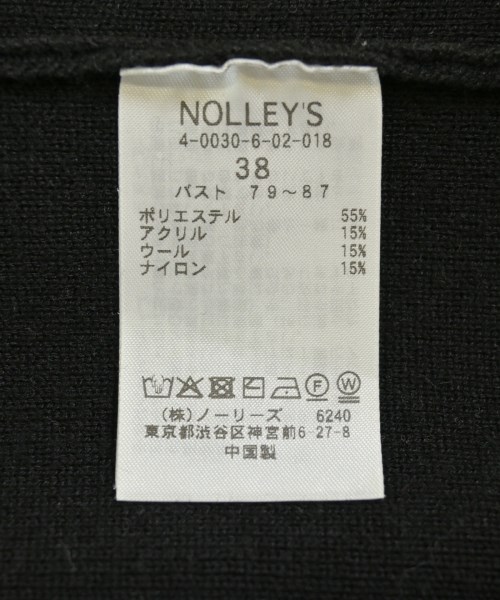 NOLLEY'S
4-0030-6-02-018
38
バスト 79～87
ポリエステル 55%
アクリル 15%
ウール 15%
ナイロン 15%
F W
(株)ノーリーズ 6240
東京都渋谷区神宮前6-27-8
中国製